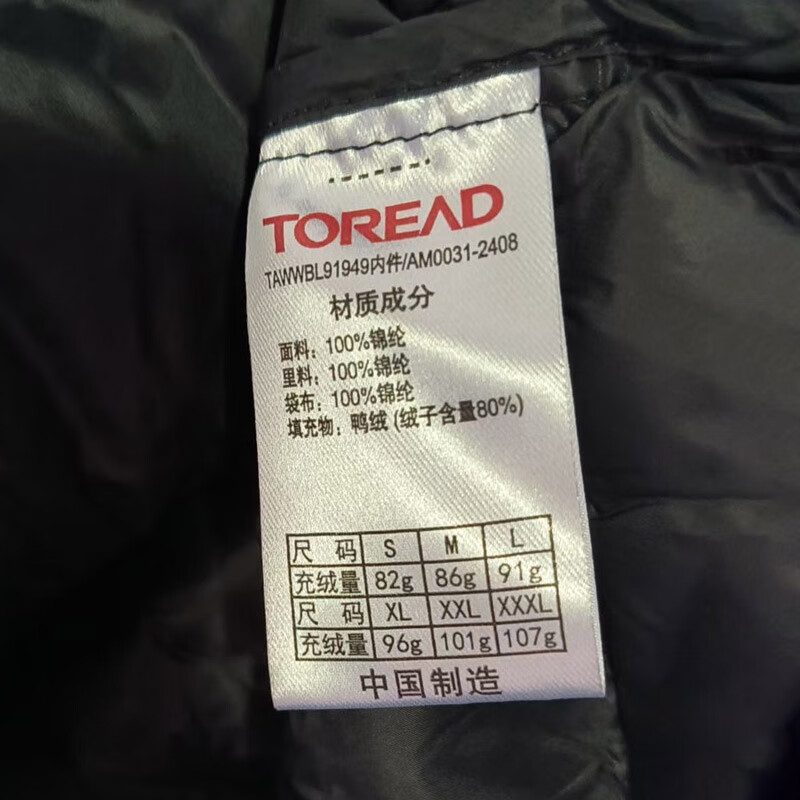 TOREAD
TAWWBL91949内件/AM0031-2408
材质成分
面料：100%锦纶
里料：100%锦纶
袋布：100%锦纶
填充物：鸭绒 (绒子含量80%)
尺 码 S M L
充绒量 82g 86g 91g
尺 码 XL XXL XXXL
充绒量 96g 101g 107g
中国制造